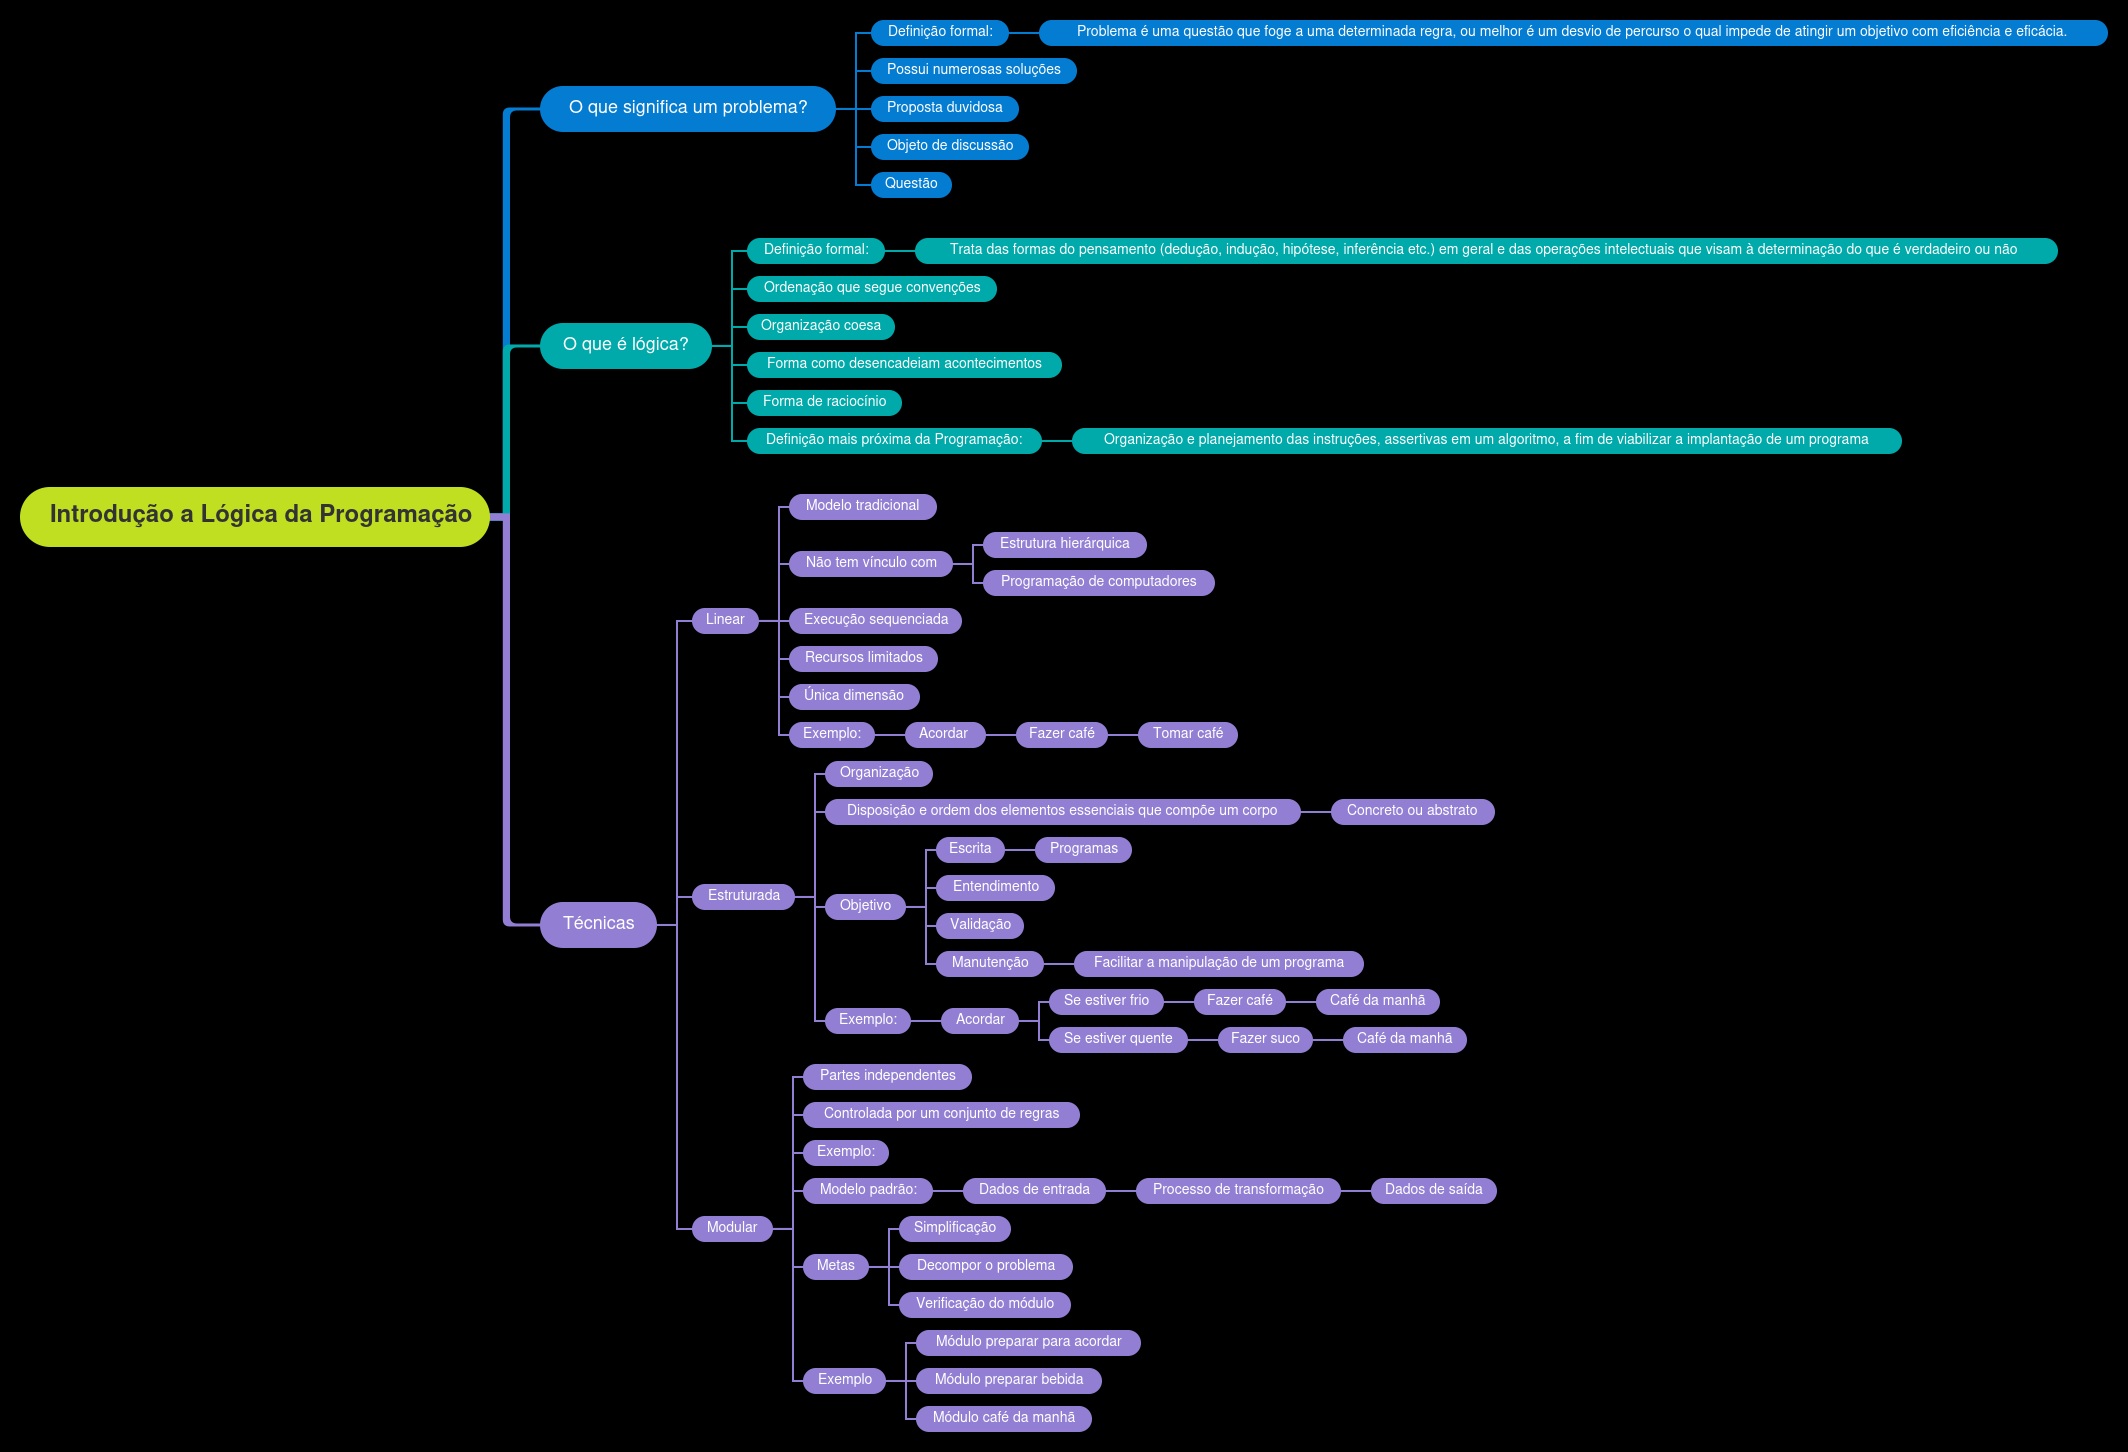 Introdução a Lógica da Programação
O que significa um problema?
Definição formal:
Problema é uma questão que foge a uma determinada regra, ou melhor é um desvio de percurso o qual impede de atingir um objetivo com eficiência e eficácia.
Possui numerosas soluções
Proposta duvidosa
Objeto de discussão
Questão
O que é lógica?
Definição formal:
Trata das formas do pensamento (dedução, indução, hipótese, inferência etc.) em geral e das operações intelectuais que visam à determinação do que é verdadeiro ou não
Ordenação que segue convenções
Organização coesa
Forma como desencadeiam acontecimentos
Forma de raciocínio
Definição mais próxima da Programação:
Organização e planejamento das instruções, assertivas em um algoritmo, a fim de viabilizar a implantação de um programa
Técnicas
Linear
Modelo tradicional
Não tem vínculo com
Estrutura hierárquica
Programação de computadores
Execução sequenciada
Recursos limitados
Única dimensão
Exemplo:
Acordar
Fazer café
Tomar café
Estruturada
Organização
Disposição e ordem dos elementos essenciais que compõe um corpo
Concreto ou abstrato
Objetivo
Escrita
Programas
Entendimento
Validação
Manutenção
Facilitar a manipulação de um programa
Exemplo:
Acordar
Se estiver frio
Fazer café
Café da manhã
Se estiver quente
Fazer suco
Café da manhã
Modular
Partes independentes
Controlada por um conjunto de regras
Exemplo:
Modelo padrão:
Dados de entrada
Processo de transformação
Dados de saída
Metas
Simplificação
Decompor o problema
Verificação do módulo
Exemplo
Módulo preparar para acordar
Módulo preparar bebida
Módulo café da manhã